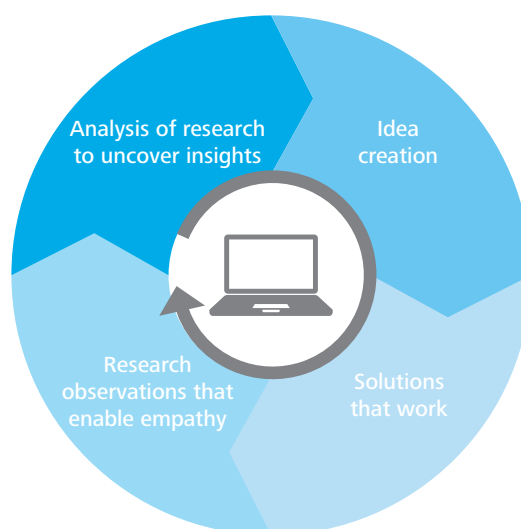 Analysis of research
to uncover insights
Idea
creation
Research
observations that
enable empathy
Solutions
that work